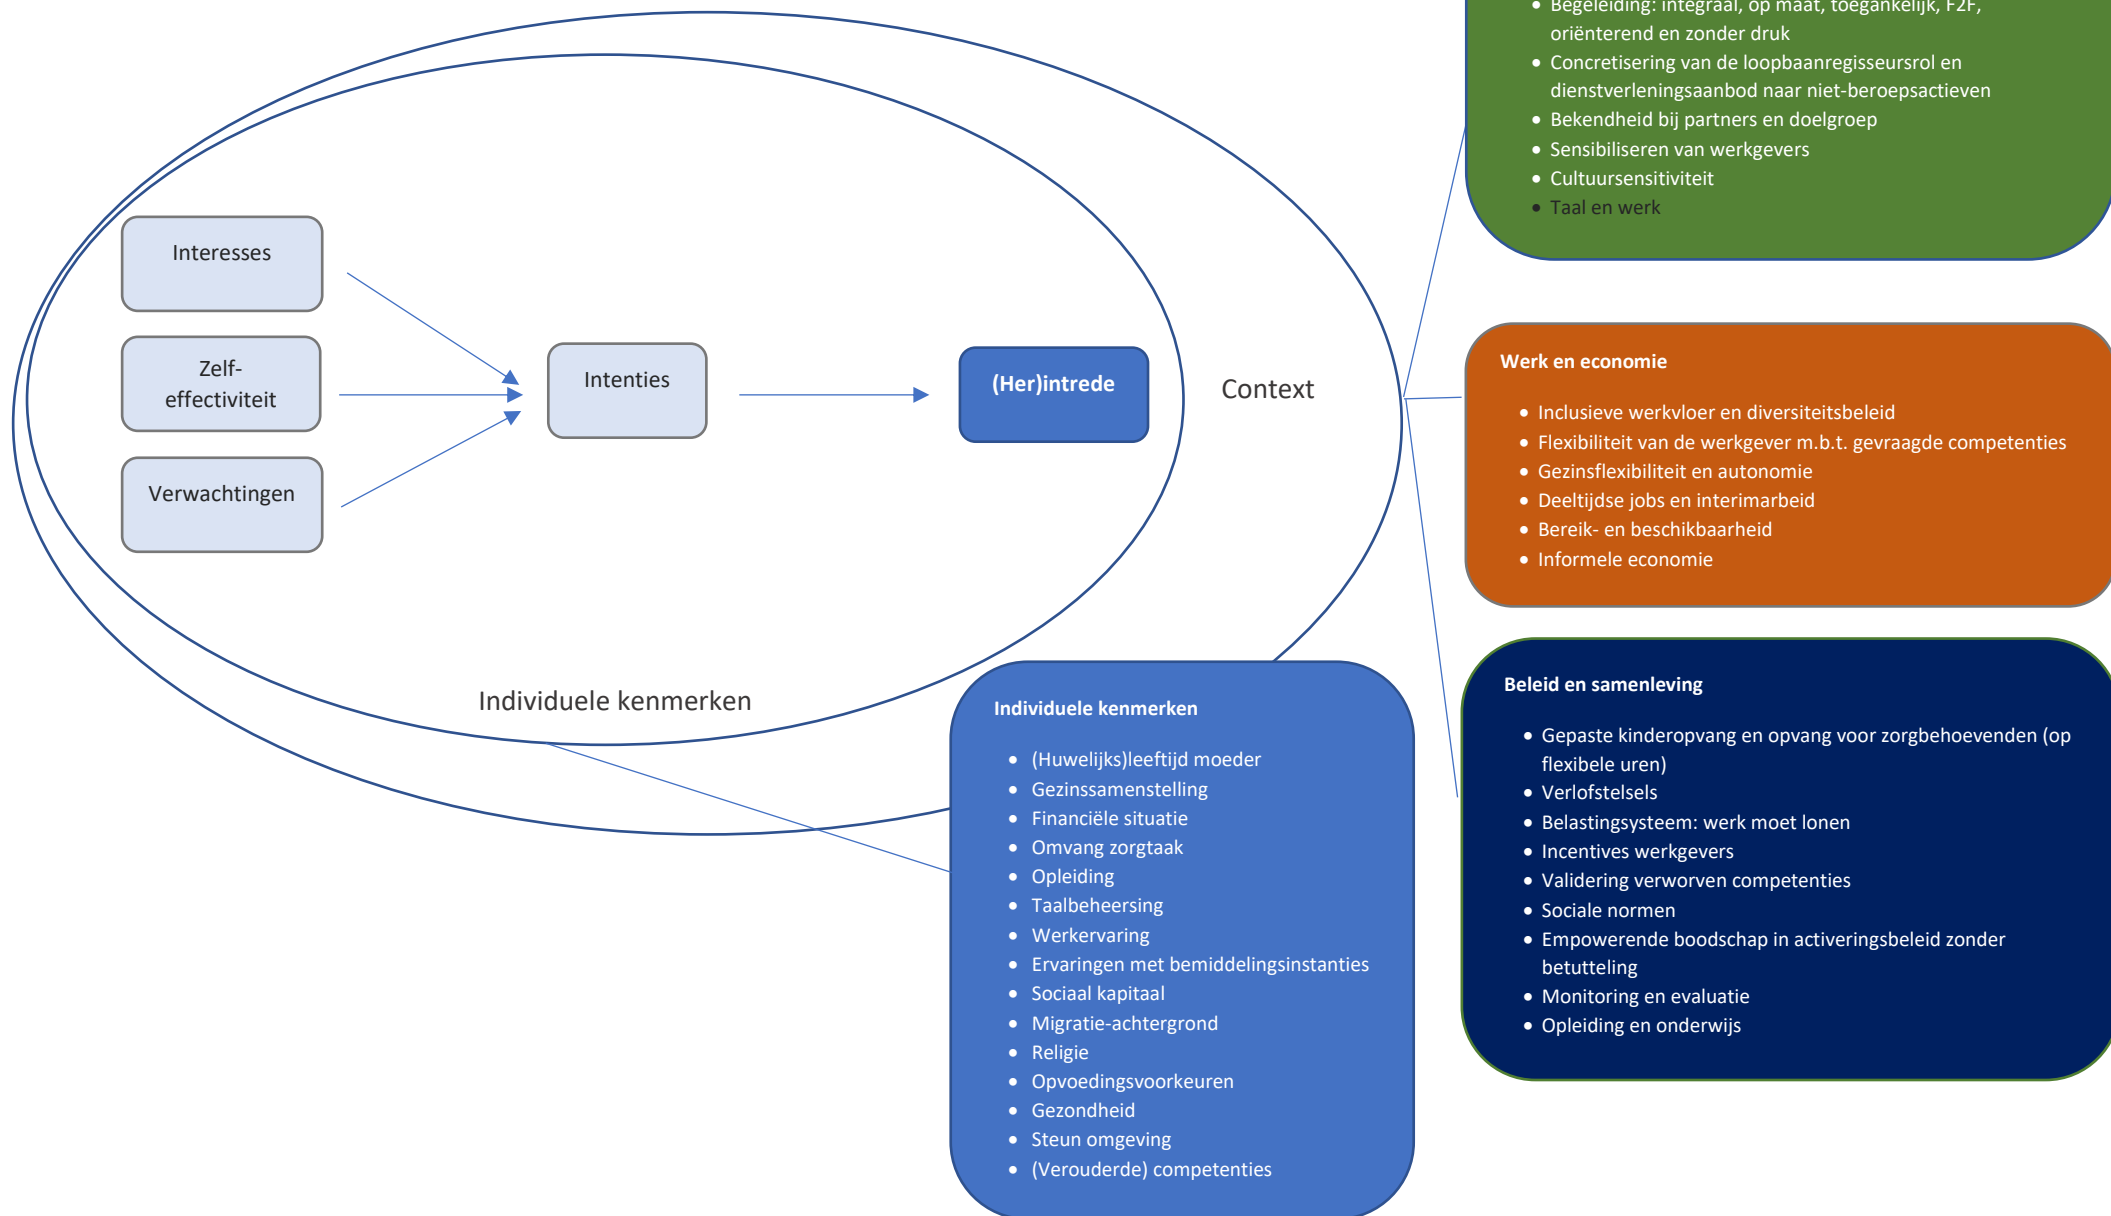 • Begeleiding: integraal, op maat, toegankelijk, F2F,
oriënterend en zonder druk
• Concretisering van de loopbaanregisseursrol en
dienstverleningsaanbod naar niet-beroepsactieven
• Bekendheid bij partners en doelgroep
• Sensibiliseren van werkgevers
• Cultuursensitiviteit
• Taal en werk
Interesses
Zelf-
effectiviteit
Verwachtingen
Intenties
(Her)intrede
Context
Individuele kenmerken
Werk en economie
• Inclusieve werkvloer en diversiteitsbeleid
• Flexibiliteit van de werkgever m.b.t. gevraagde competenties
• Gezinsflexibiliteit en autonomie
• Deeltijdse jobs en interimarbeid
• Bereik- en beschikbaarheid
• Informele economie
Individuele kenmerken
• (Huwelijks)leeftijd moeder
• Gezinssamenstelling
• Financiële situatie
• Omvang zorgtaak
• Opleiding
• Taalbeheersing
• Werkervaring
• Ervaringen met bemiddelingsinstanties
• Sociaal kapitaal
• Migratie-achtergrond
• Religie
• Opvoedingsvoorkeuren
• Gezondheid
• Steun omgeving
• (Verouderde) competenties
Beleid en samenleving
• Gepaste kinderopvang en opvang voor zorgbehoevenden (op
flexibele uren)
• Verlofstelsels
• Belastingsysteem: werk moet lonen
• Incentives werkgevers
• Validering verworven competenties
• Sociale normen
• Empowerende boodschap in activeringsbeleid zonder
betutteling
• Monitoring en evaluatie
• Opleiding en onderwijs